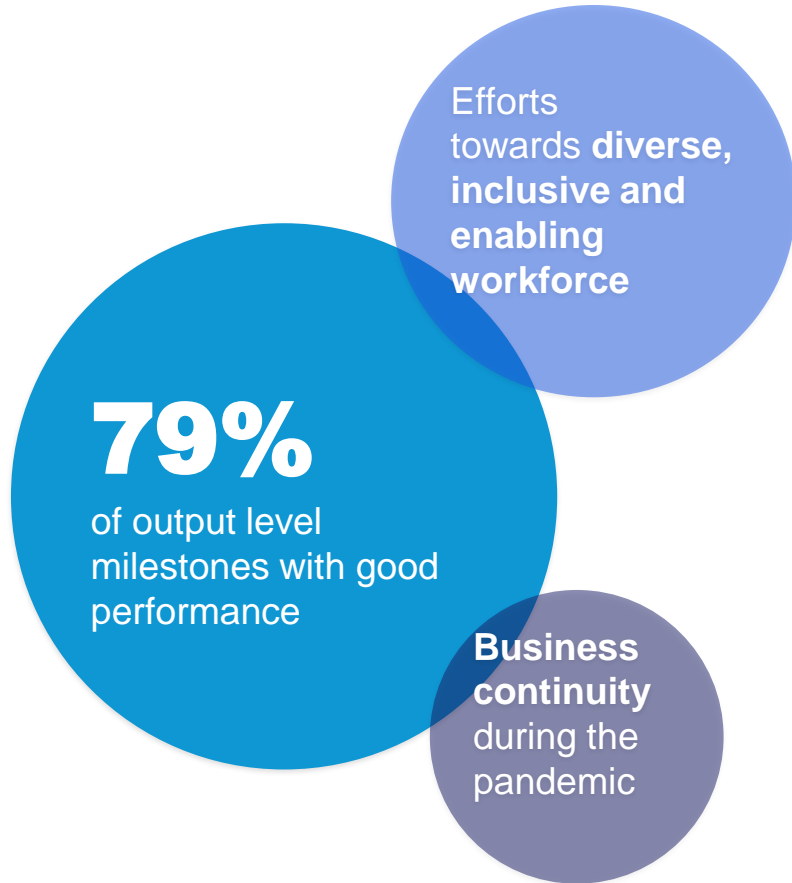 Efforts
towards diverse,
inclusive and
enabling
workforce
79%
of output level
milestones with good
performance
Business
continuity
during the
pandemic